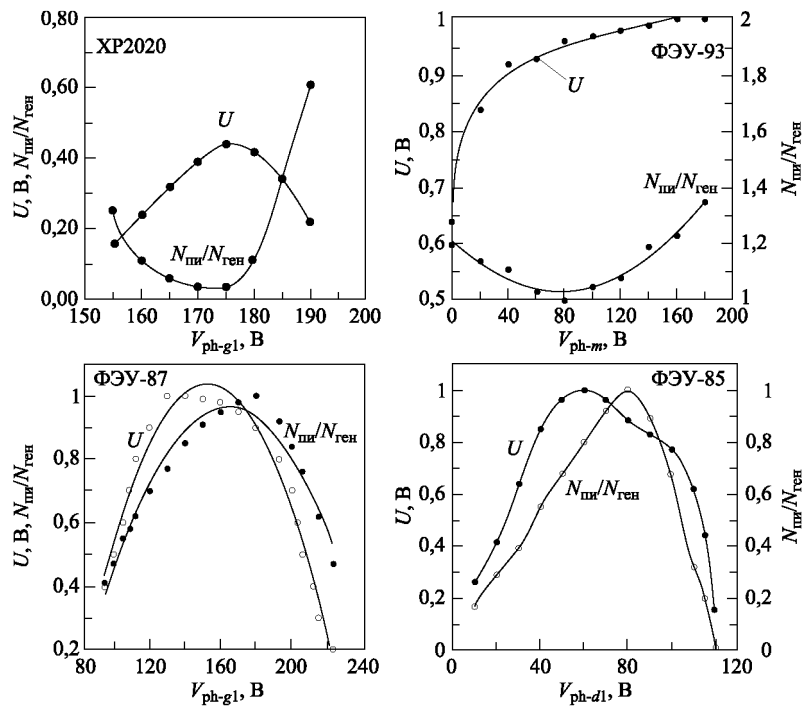 ХР2020
U, В, Nпи/Nген
0,80
0,60
0,40
0,20
0,00
U
Nпи/Nген
150 160 170 180 190 200
Vph-g1, В
ФЭУ-93
U, В
1
0,9
0,8
0,7
0,6
0,5
U
Nпи/Nген
2
1,8
1,6
1,4
1,2
1
Nпи/Nген
0 40 80 120 160 200
Vph-m, В
ФЭУ-87
U, В, Nпи/Nген
1
0,8
0,6
0,4
0,2
U
Nпи/Nген
80 120 160 200 240
Vph-g1, В
ФЭУ-85
U, В
1
0,8
0,6
0,4
0,2
0
U
Nпи/Nген
1
0,8
0,6
0,4
0,2
0
Nпи/Nген
0 40 80 120
Vph-d1, В